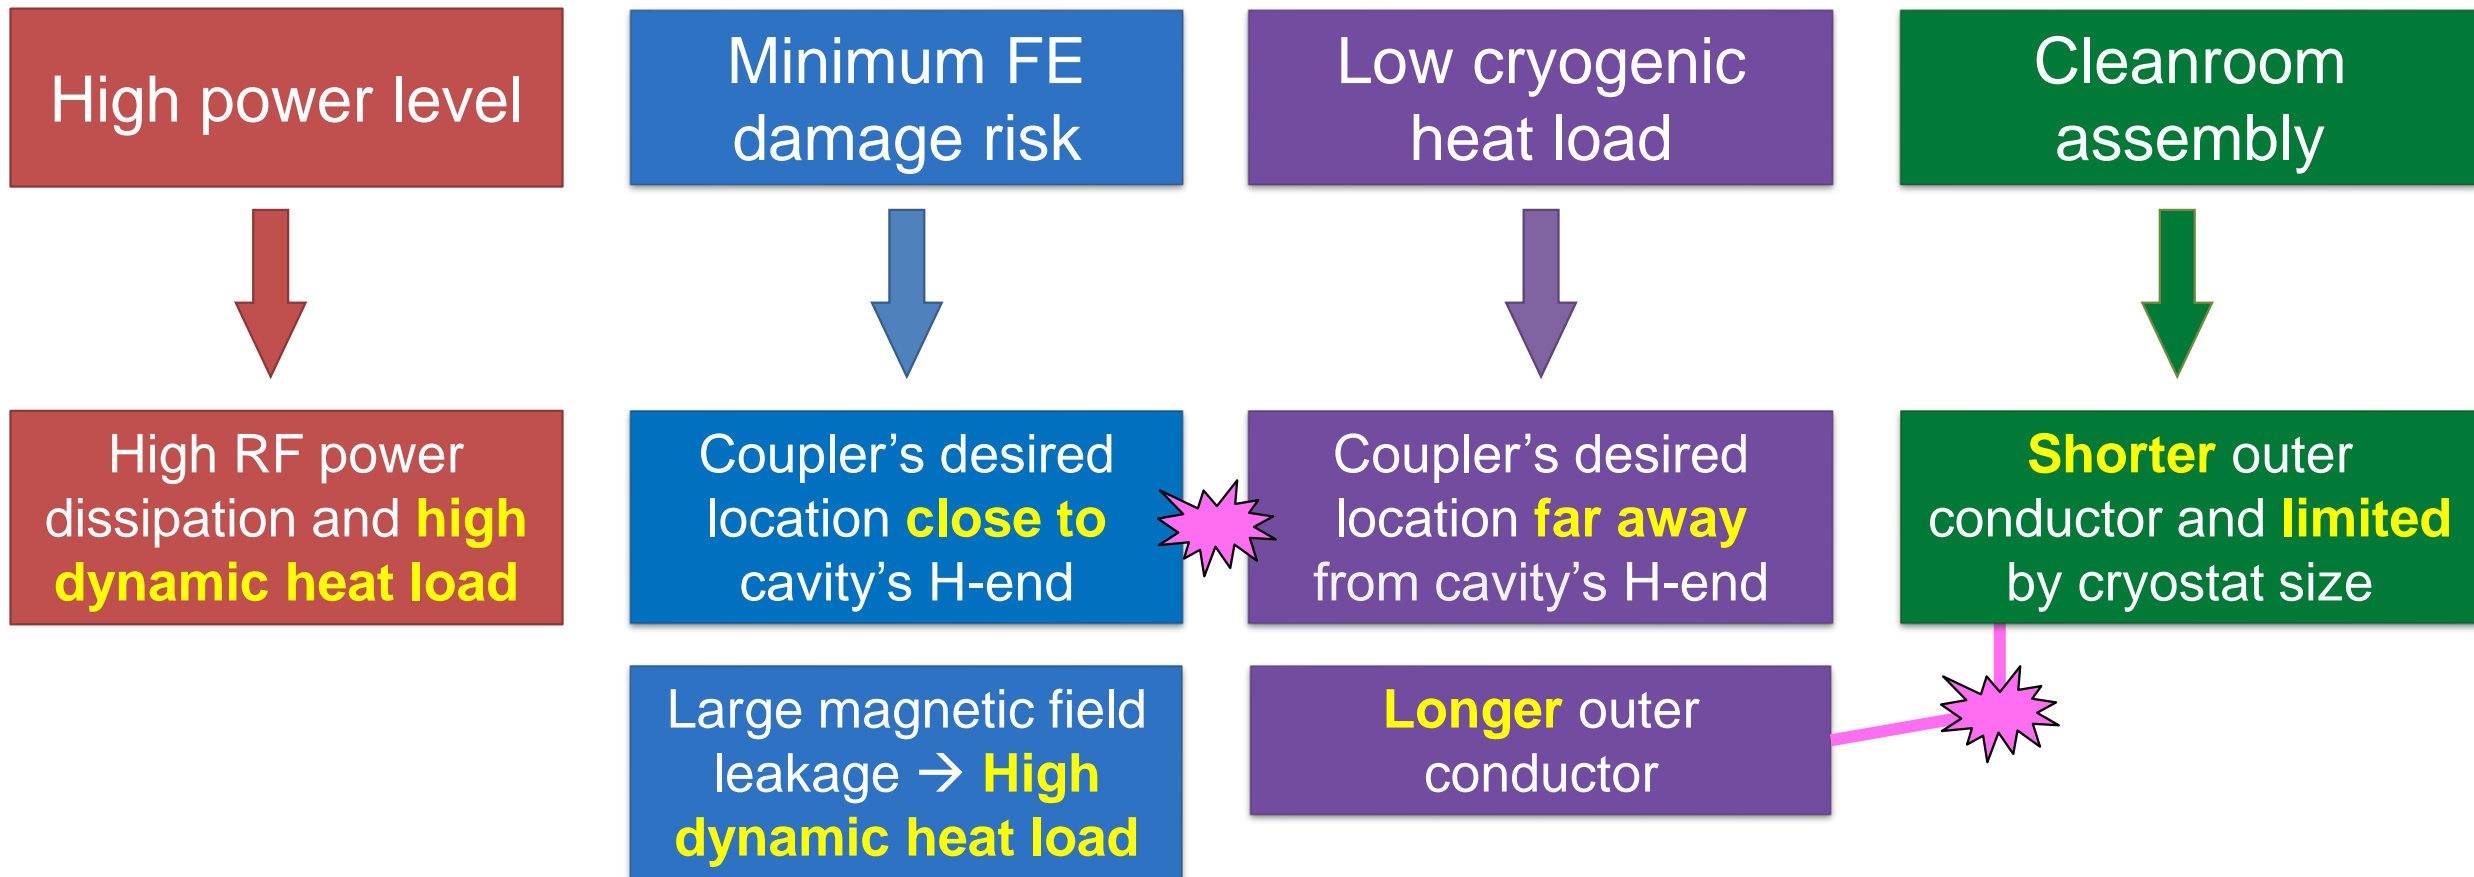 High power level
Minimum FE
damage risk
Low cryogenic
heat load
Cleanroom
assembly
High RF power
dissipation and high
dynamic heat load
Coupler’s desired
location close to
cavity’s H-end
Coupler’s desired
location far away
from cavity’s H-end
Shorter outer
conductor and limited
by cryostat size
Large magnetic field
leakage → High
dynamic heat load
Longer outer
conductor